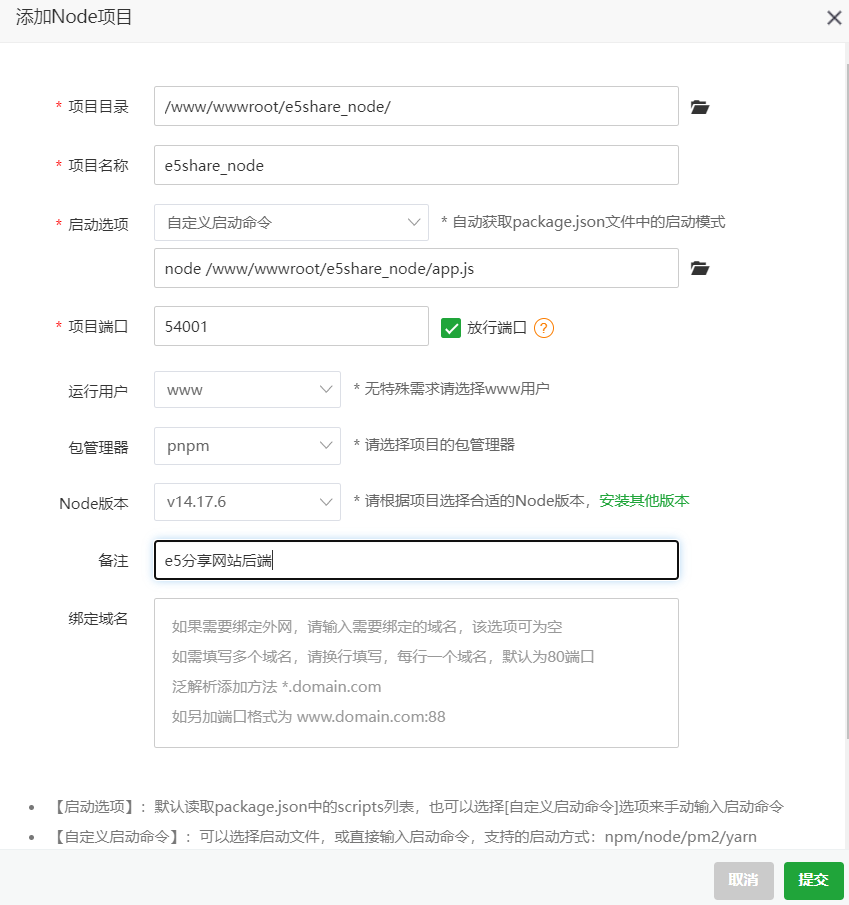 添加Node项目
* 项目目录 /www/wwwroot/e5share_node/
* 项目名称 e5share_node
* 启动选项 自定义启动命令 * 自动获取package.json文件中的启动模式
node /www/wwwroot/e5share_node/app.js
* 项目端口 54001 放行端口 ?
运行用户 www * 无特殊需求请选择www用户
包管理器 pnpm * 请选择项目的包管理器
Node版本 v14.17.6 * 请根据项目选择合适的Node版本，安装其他版本
备注 e5分享网站后端
绑定域名 如果需要绑定外网，请输入需要绑定的域名，该选项可为空
如需填写多个域名，请换行填写，每行一个域名，默认为80端口
泛解析添加方法 *.domain.com
如另加端口格式为 www.domain.com:88
• 【启动选项】：默认读取package.json中的scripts列表，也可以选择[自定义启动命令]选项来手动输入启动命令
• 【自定义启动命令】：可以选择启动文件，或直接输入启动命令，支持的启动方式：npm/node/pm2/yarn
取消 提交